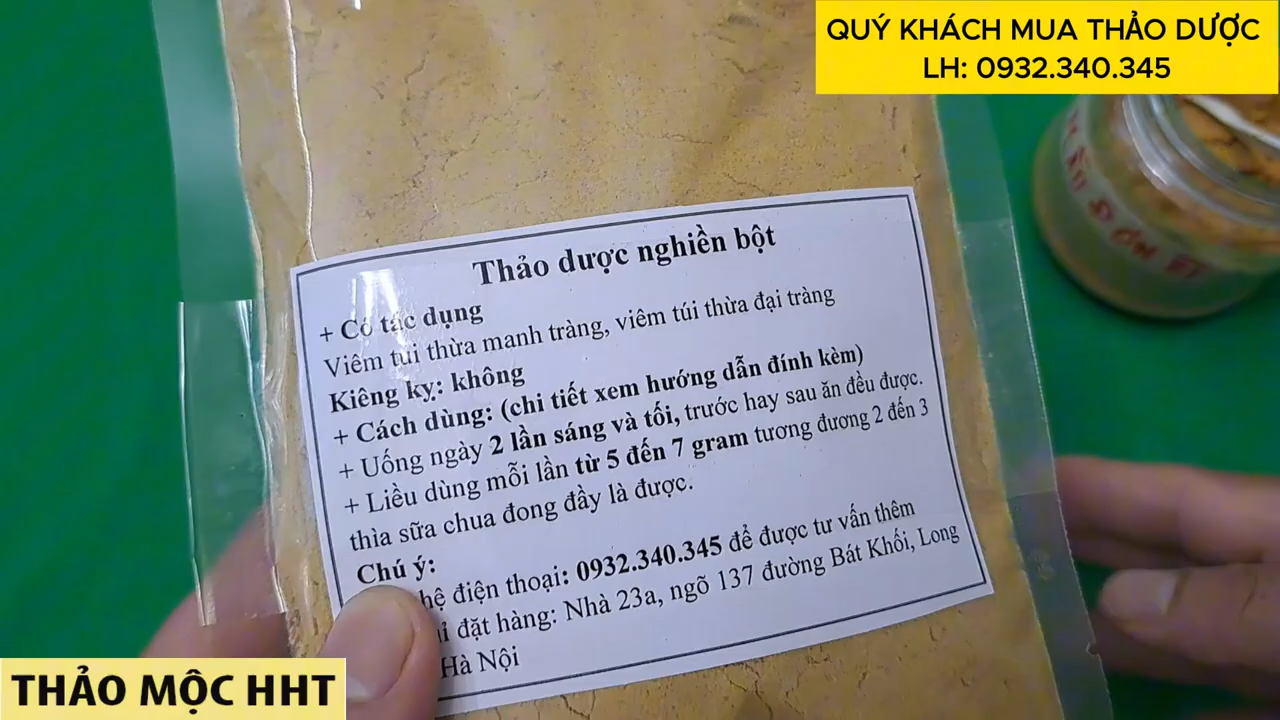 QUÝ KHÁCH MUA THẢO DƯỢC
LH: 0932.340.345
Thảo dược nghiền bột
+ Có tác dụng
Viêm túi thừa manh tràng, viêm túi thừa đại tràng
Kiêng kỵ: không
+ Cách dùng: (chi tiết xem hướng dẫn đính kèm)
+ Uống ngày 2 lần sáng và tối, trước hay sau ăn đều được.
+ Liều dùng mỗi lần từ 5 đến 7 gram tương đương 2 đến 3
thìa sữa chua đong đầy là được.
Chú ý:
hệ điện thoại: 0932.340.345 để được tư vấn thêm
đặt hàng: Nhà 23a, ngõ 137 đường Bát Khối, Long
Hà Nội
THẢO MỘC HHT